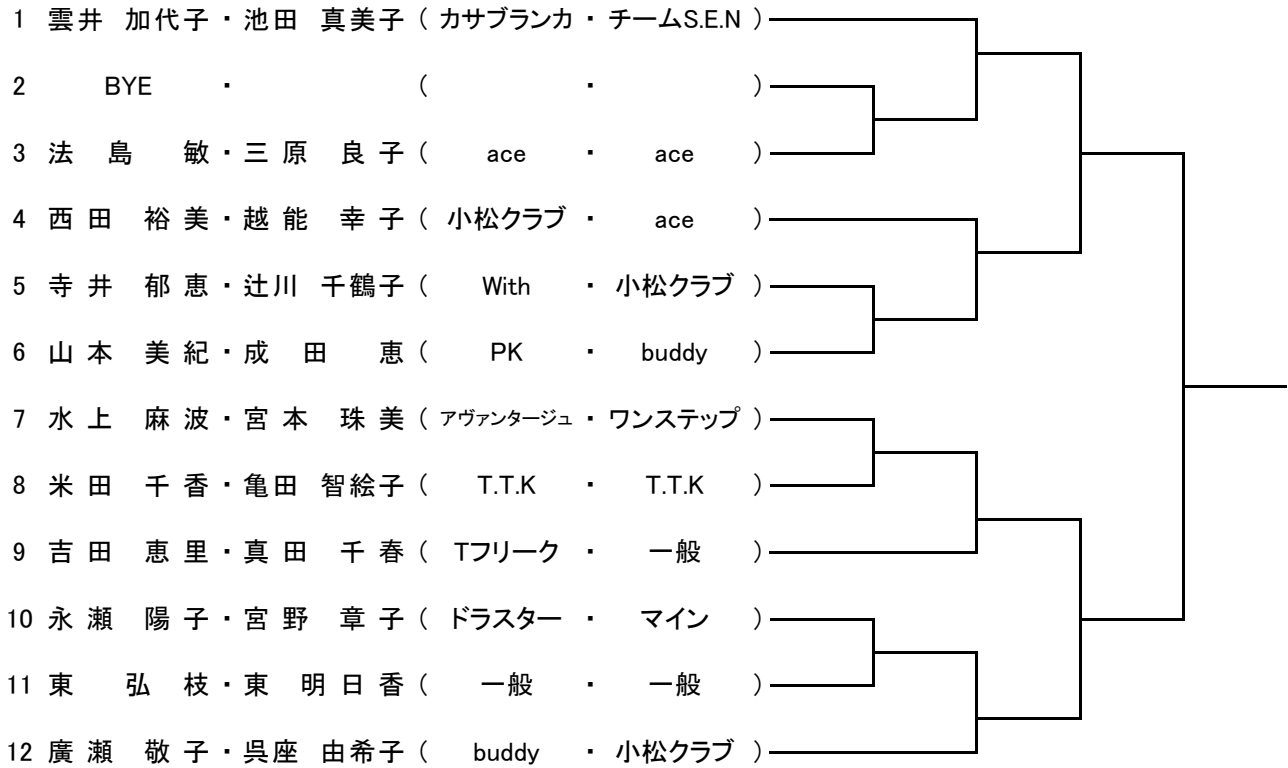 1 雲井 加代子・池田 真美子 ( カサブランカ ・ チームS.E.N )
2 BYE ・ ( ・ )
3 法 島 敏・三原 良子 ( ace ・ ace )
4 西田 裕美・越能 幸子 ( 小松クラブ ・ ace )
5 寺井 郁恵・辻川 千鶴子 ( With ・ 小松クラブ )
6 山本 美紀・成 田 恵 ( PK ・ buddy )
7 水上 麻波・宮本 珠美 ( アヴァンタージュ ・ ワンステップ )
8 米田 千香・亀田 智絵子 ( T.T.K ・ T.T.K )
9 吉田 恵里・真田 千春 ( Tフリーク ・ 一般 )
10 永瀬 陽子・宮野 章子 ( ドラスター ・ マイン )
11 東 弘枝・東 明日香 ( 一般 ・ 一般 )
12 廣瀬 敬子・呉座 由希子 ( buddy ・ 小松クラブ )